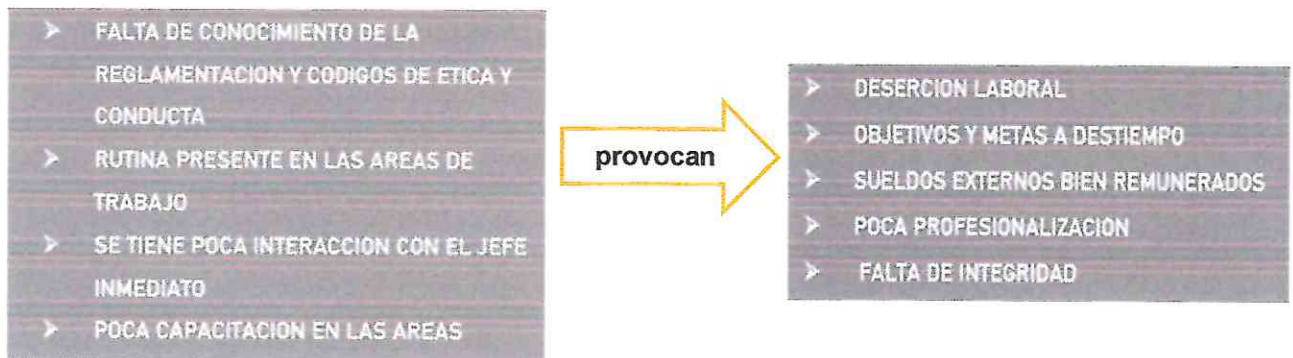 ➤ FALTA DE CONOCIMIENTO DE LA
REGLAMENTACION Y CODIGOS DE ETICA Y
CONDUCTA
➤ RUTINA PRESENTE EN LAS AREAS DE
TRABAJO
➤ SE TIENE POCA INTERACCION CON EL JEFE
INMEDIATO
➤ POCA CAPACITACION EN LAS AREAS
provocan
➤ DESERCION LABORAL
➤ OBJETIVOS Y METAS A DESTIEMPO
➤ SUELDOS EXTERNOS BIEN REMUNERADOS
➤ POCA PROFESIONALIZACION
➤ FALTA DE INTEGRIDAD